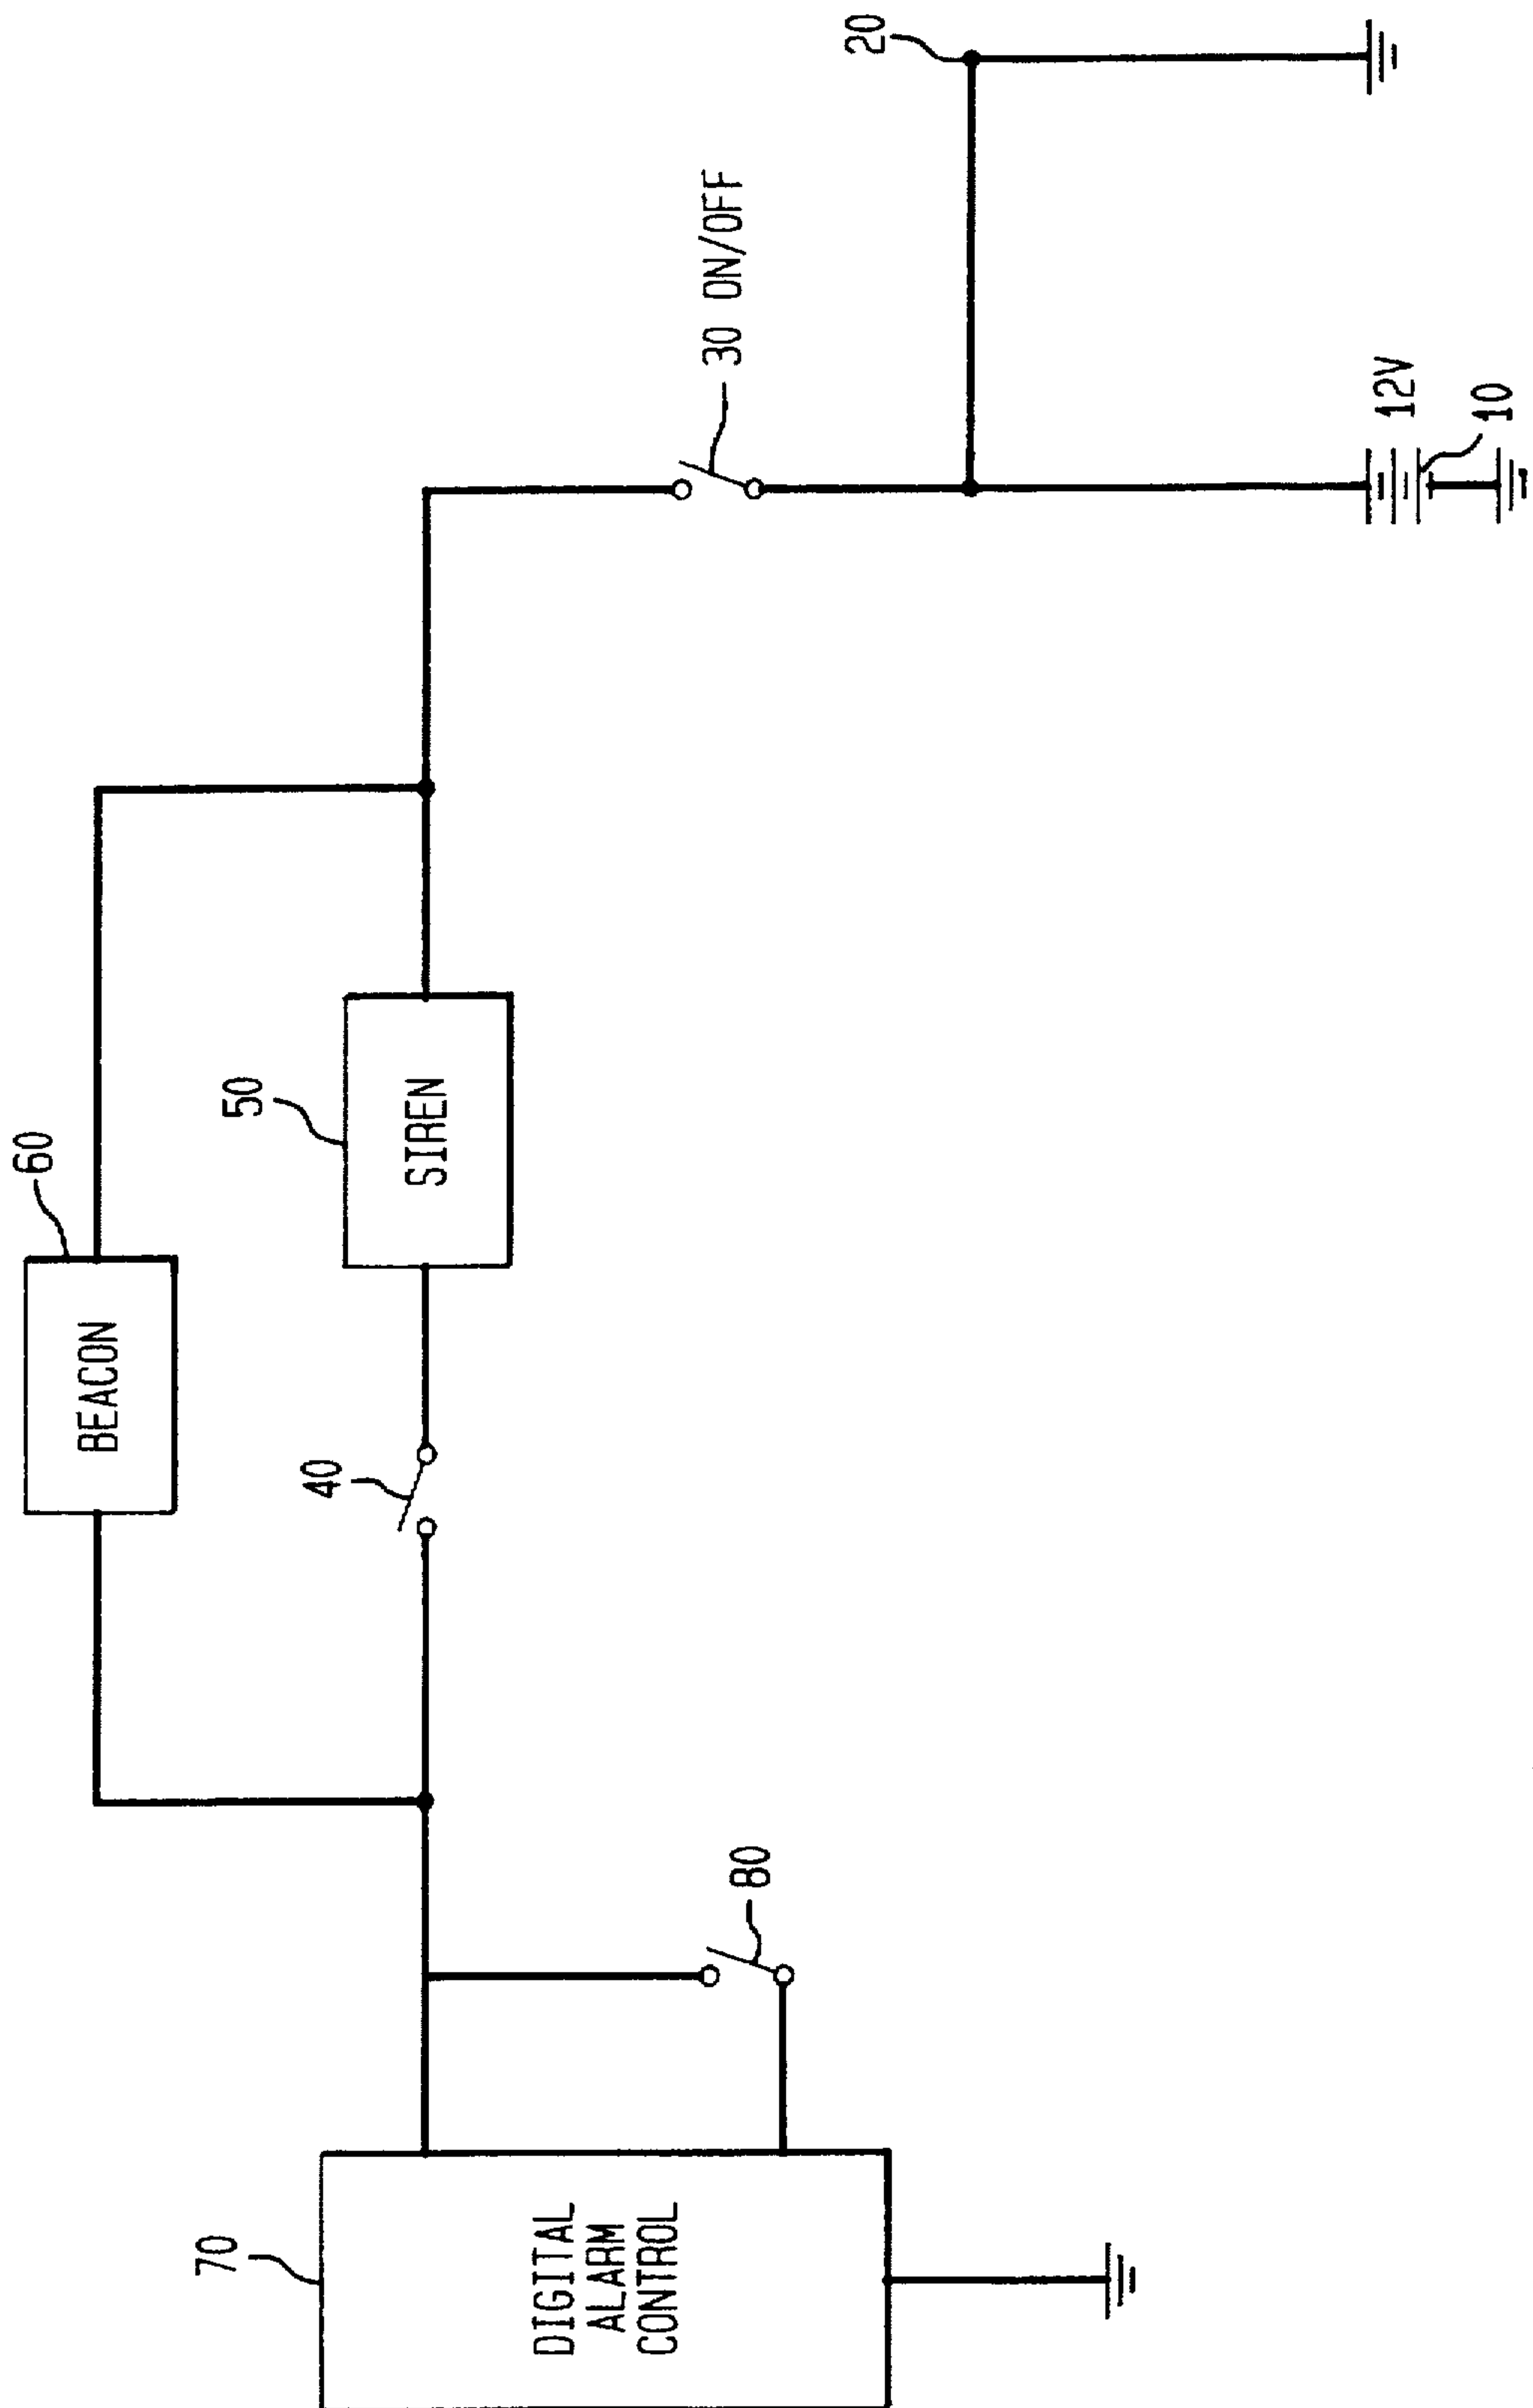 60
BEACON
50
SIREN
40
30 ON/OFF
20
12V
10
80
70
DIGITAL
ALARM
CONTROL